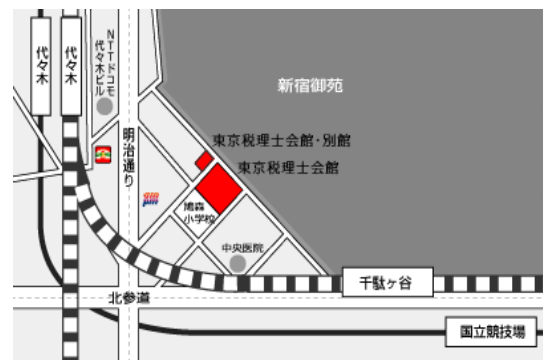 代々木
代々木
NTTドコモ
代々木ビル
新宿御苑
明治通り
東京税理士会館・別館
東京税理士会館
am
pm
鳩森
小学校
中央医院
千駄ヶ谷
北参道
国立競技場